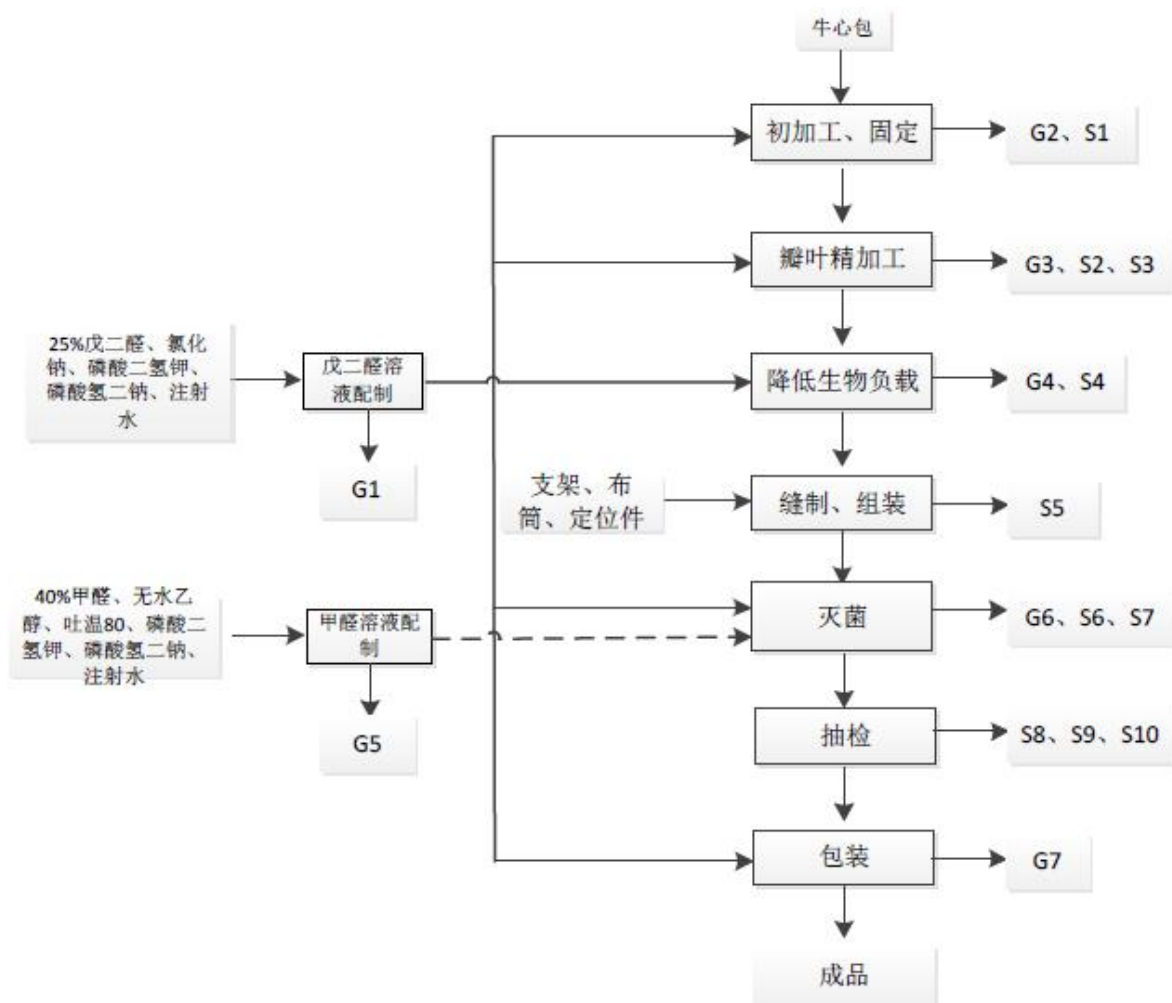 牛心包
初加工、固定
G2、S1
瓣叶精加工
G3、S2、S3
25%戊二醛、氯化
钠、磷酸二氢钾、
磷酸氢二钠、注射
水
戊二醛溶
液配制
降低生物负载
G4、S4
G1
支架、布
筒、定位件
缝制、组装
S5
40%甲醛、无水乙
醇、吐温80、磷酸二
氢钾、磷酸氢二钠、
注射水
甲醛溶液配
制
灭菌
G6、S6、S7
G5
抽检
S8、S9、S10
包装
G7
成品